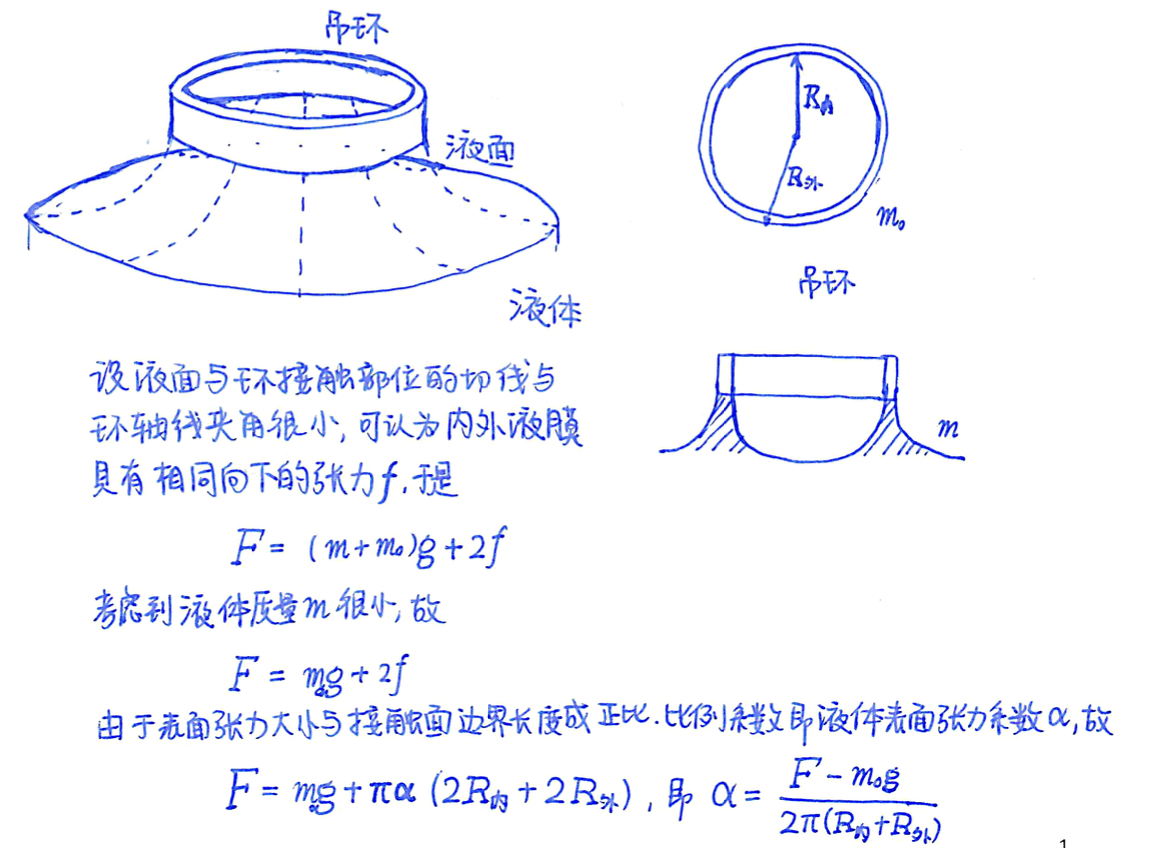 吊环
液面
液体
R内
R外
m₀
吊环
m
设液面与环接触部位的切线与
环轴线夹角很小,可认为内外液膜
具有相同向下的张力f,于是
F = (m+m₀)g+2f
考虑到液体质量m很小,故
F = m₀g+2f
由于表面张力大小与接触面边界长度成正比.比例系数即液体表面张力系数α,故
F = m₀g+πα(2R内+2R外),即 α= (F-m₀g)/(2π(R内+R外))
1